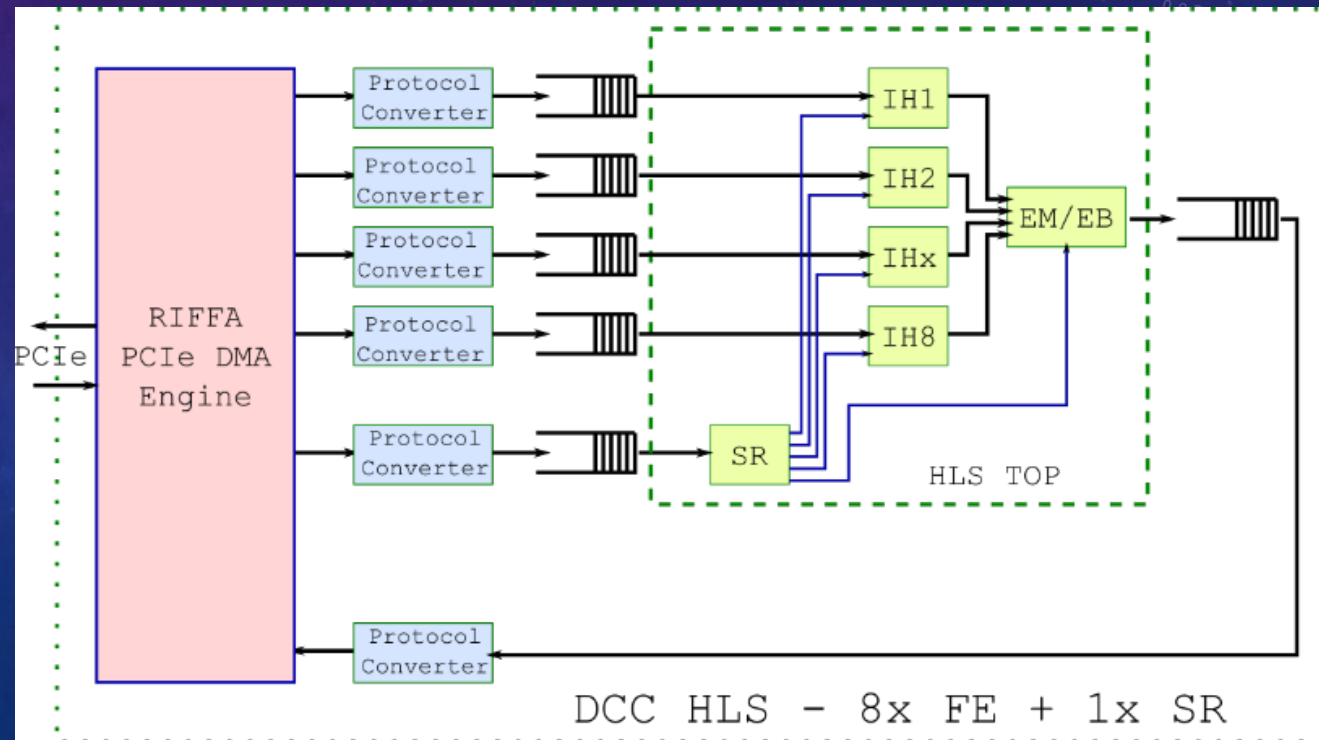 Protocol
Converter
IH1
Protocol
Converter
IH2
EM/EB
Protocol
Converter
IHx
RIFFA
PCIe DMA
Engine
PCIe
Protocol
Converter
IH8
Protocol
Converter
SR
HLS TOP
Protocol
Converter
DCC HLS - 8x FE + 1x SR